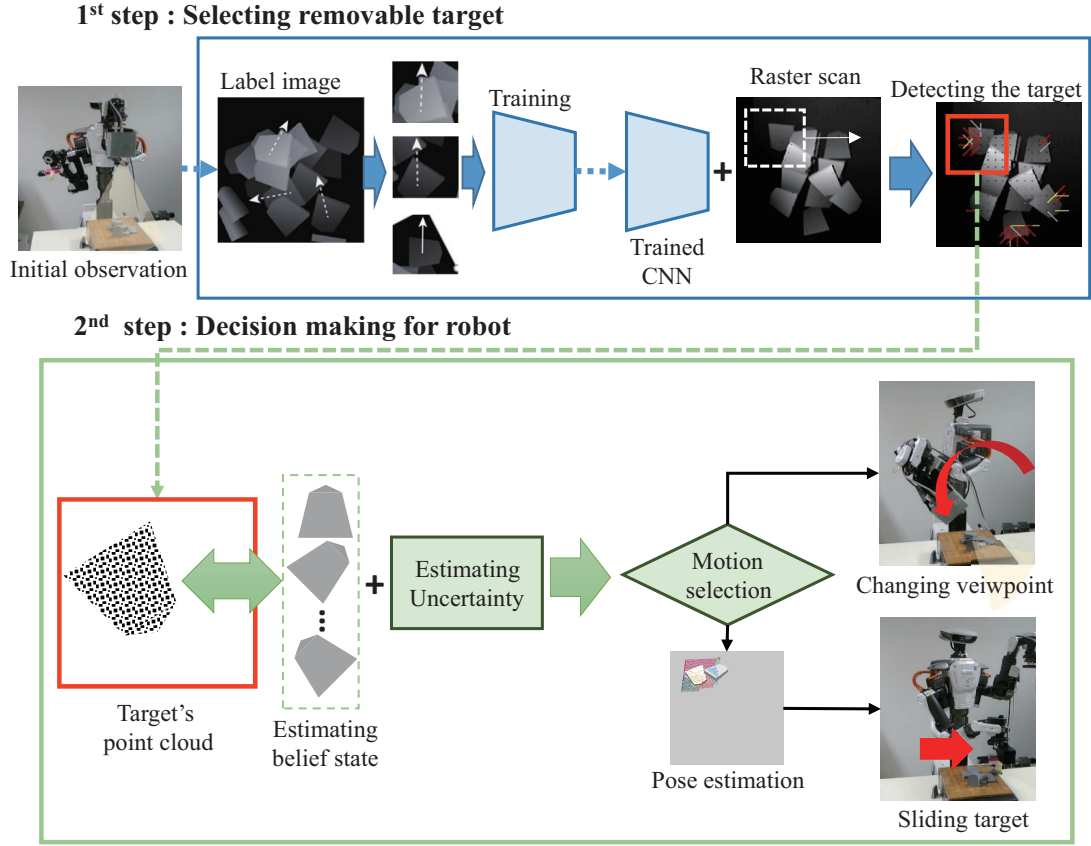 1st step : Selecting removable target
Label image
Training
Raster scan
Detecting the target
+
Trained
CNN
Initial observation
2nd step : Decision making for robot
Estimating
Uncertainty
+
Motion
selection
Changing veiwpoint
Target's
point cloud
Estimating
belief state
Pose estimation
Sliding target